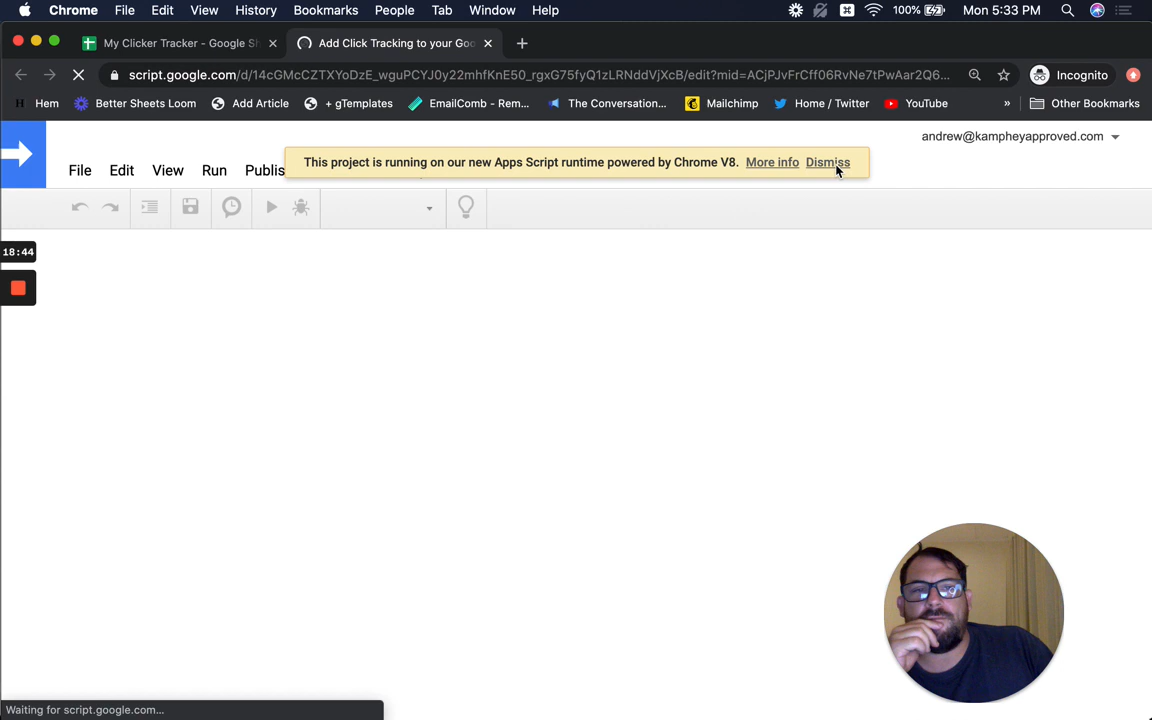 Chrome File Edit View History Bookmarks People Tab Window Help 100% Mon 5:33 PM
My Clicker Tracker - Google Sh Add Click Tracking to your Goo
script.google.com/d/14cGMcCZTXYoDzE_wguPCYJ0y22mhfKnE50_rgxG75fyQ1zLRNddVjXcB/edit?mid=ACjPJvFrCff06RvNe7tPwAar2Q6... Incognito
H Hem Better Sheets Loom Add Article + gTemplates EmailComb - Rem... The Conversation... Mailchimp Home / Twitter YouTube » Other Bookmarks
andrew@kampheyapproved.com
This project is running on our new Apps Script runtime powered by Chrome V8. More info Dismiss
File Edit View Run Publis
18:44
Waiting for script.google.com...